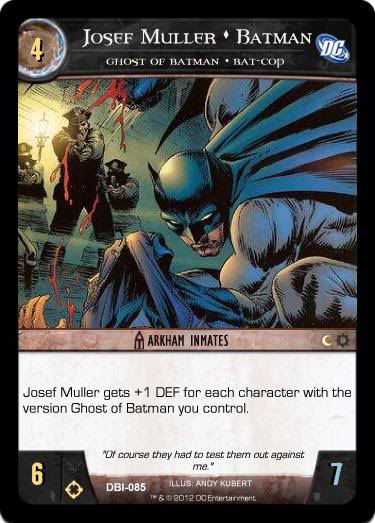 4
JOSEF MULLER ♦ BATMAN
DC
GHOST OF BATMAN • BAT-COP
ARKHAM INMATES
Josef Muller gets +1 DEF for each character with the
version Ghost of Batman you control.
"Of course they had to test them out against
me."
6
DBI-085
ILLUS: ANDY KUBERT
7
™ & © 2012 DC Entertainment